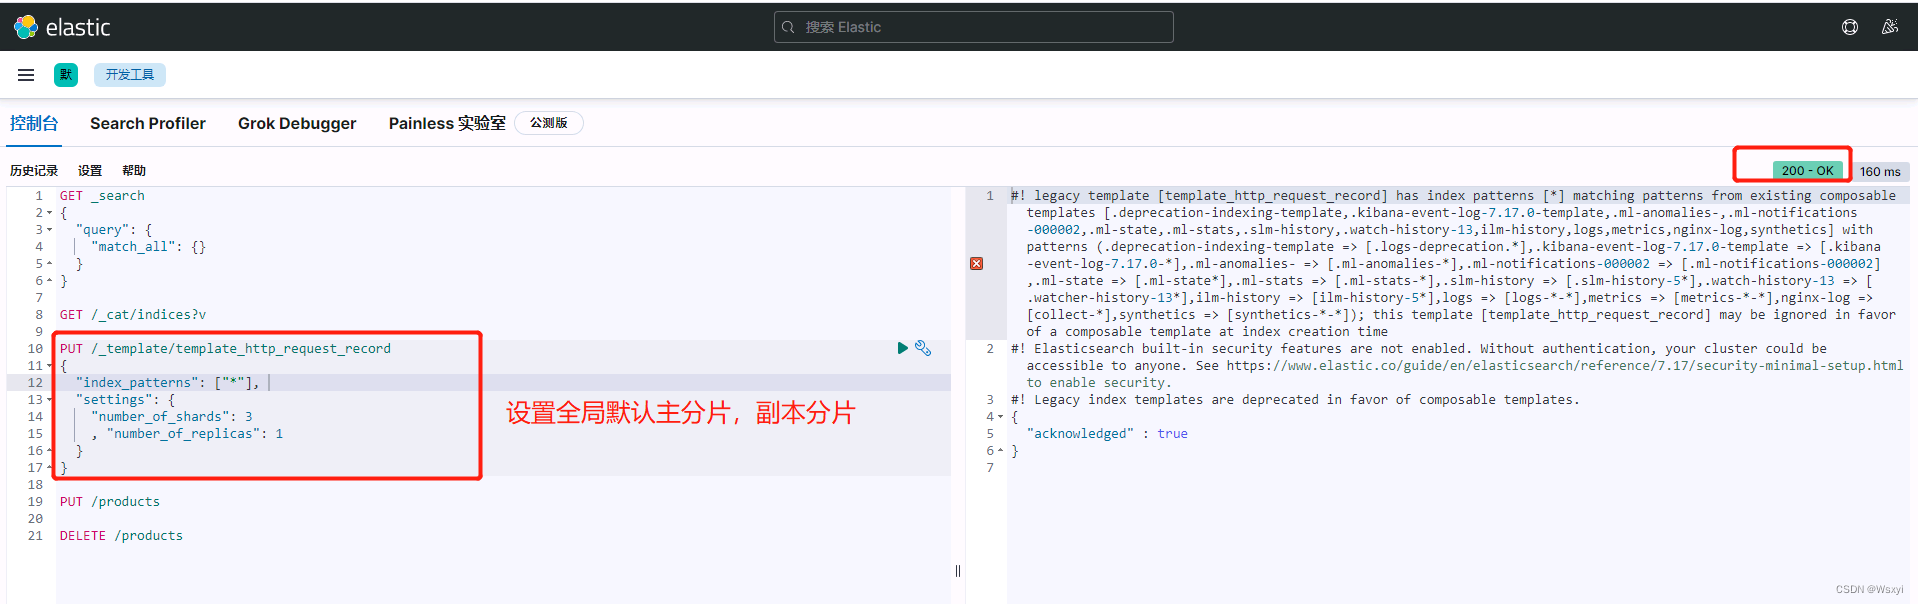 elastic
搜索 Elastic
默
开发工具
控制台 Search Profiler Grok Debugger Painless 实验室 公测版
历史记录 设置 帮助
200 - OK 160 ms
1 GET _search
2 {
3 "query": {
4 "match_all": {}
5 }
6 }
7
8 GET /_cat/indices?v
9
10 PUT /_template/template_http_request_record
11 {
12 "index_patterns": ["*"],
13 "settings": {
14 "number_of_shards": 3
15 , "number_of_replicas": 1
16 }
17 }
18
19 PUT /products
20
21 DELETE /products
设置全局默认主分片，副本分片
1 #! legacy template [template_http_request_record] has index patterns [*] matching patterns from existing composable
templates [.deprecation-indexing-template,.kibana-event-log-7.17.0-template,.ml-anomalies-,.ml-notifications
-000002,.ml-state,.ml-stats,.slm-history,.watch-history-13,ilm-history,logs,metrics,nginx-log,synthetics] with
patterns (.deprecation-indexing-template => [.logs-deprecation.*],.kibana-event-log-7.17.0-template => [.kibana
-event-log-7.17.0-*],.ml-anomalies- => [.ml-anomalies-*],.ml-notifications-000002 => [.ml-notifications-000002]
,.ml-state => [.ml-state*],.ml-stats => [.ml-stats-*],.slm-history => [.slm-history-5*],.watch-history-13 => [
.watcher-history-13*],ilm-history => [ilm-history-5*],logs => [logs-*-*],metrics => [metrics-*-*],nginx-log =>
[collect-*],synthetics => [synthetics-*-*]); this template [template_http_request_record] may be ignored in favor
of a composable template at index creation time
2 #! Elasticsearch built-in security features are not enabled. Without authentication, your cluster could be
accessible to anyone. See https://www.elastic.co/guide/en/elasticsearch/reference/7.17/security-minimal-setup.html
to enable security.
3 #! Legacy index templates are deprecated in favor of composable templates.
4 {
5 "acknowledged" : true
6 }
7
CSDN @Wsxyi